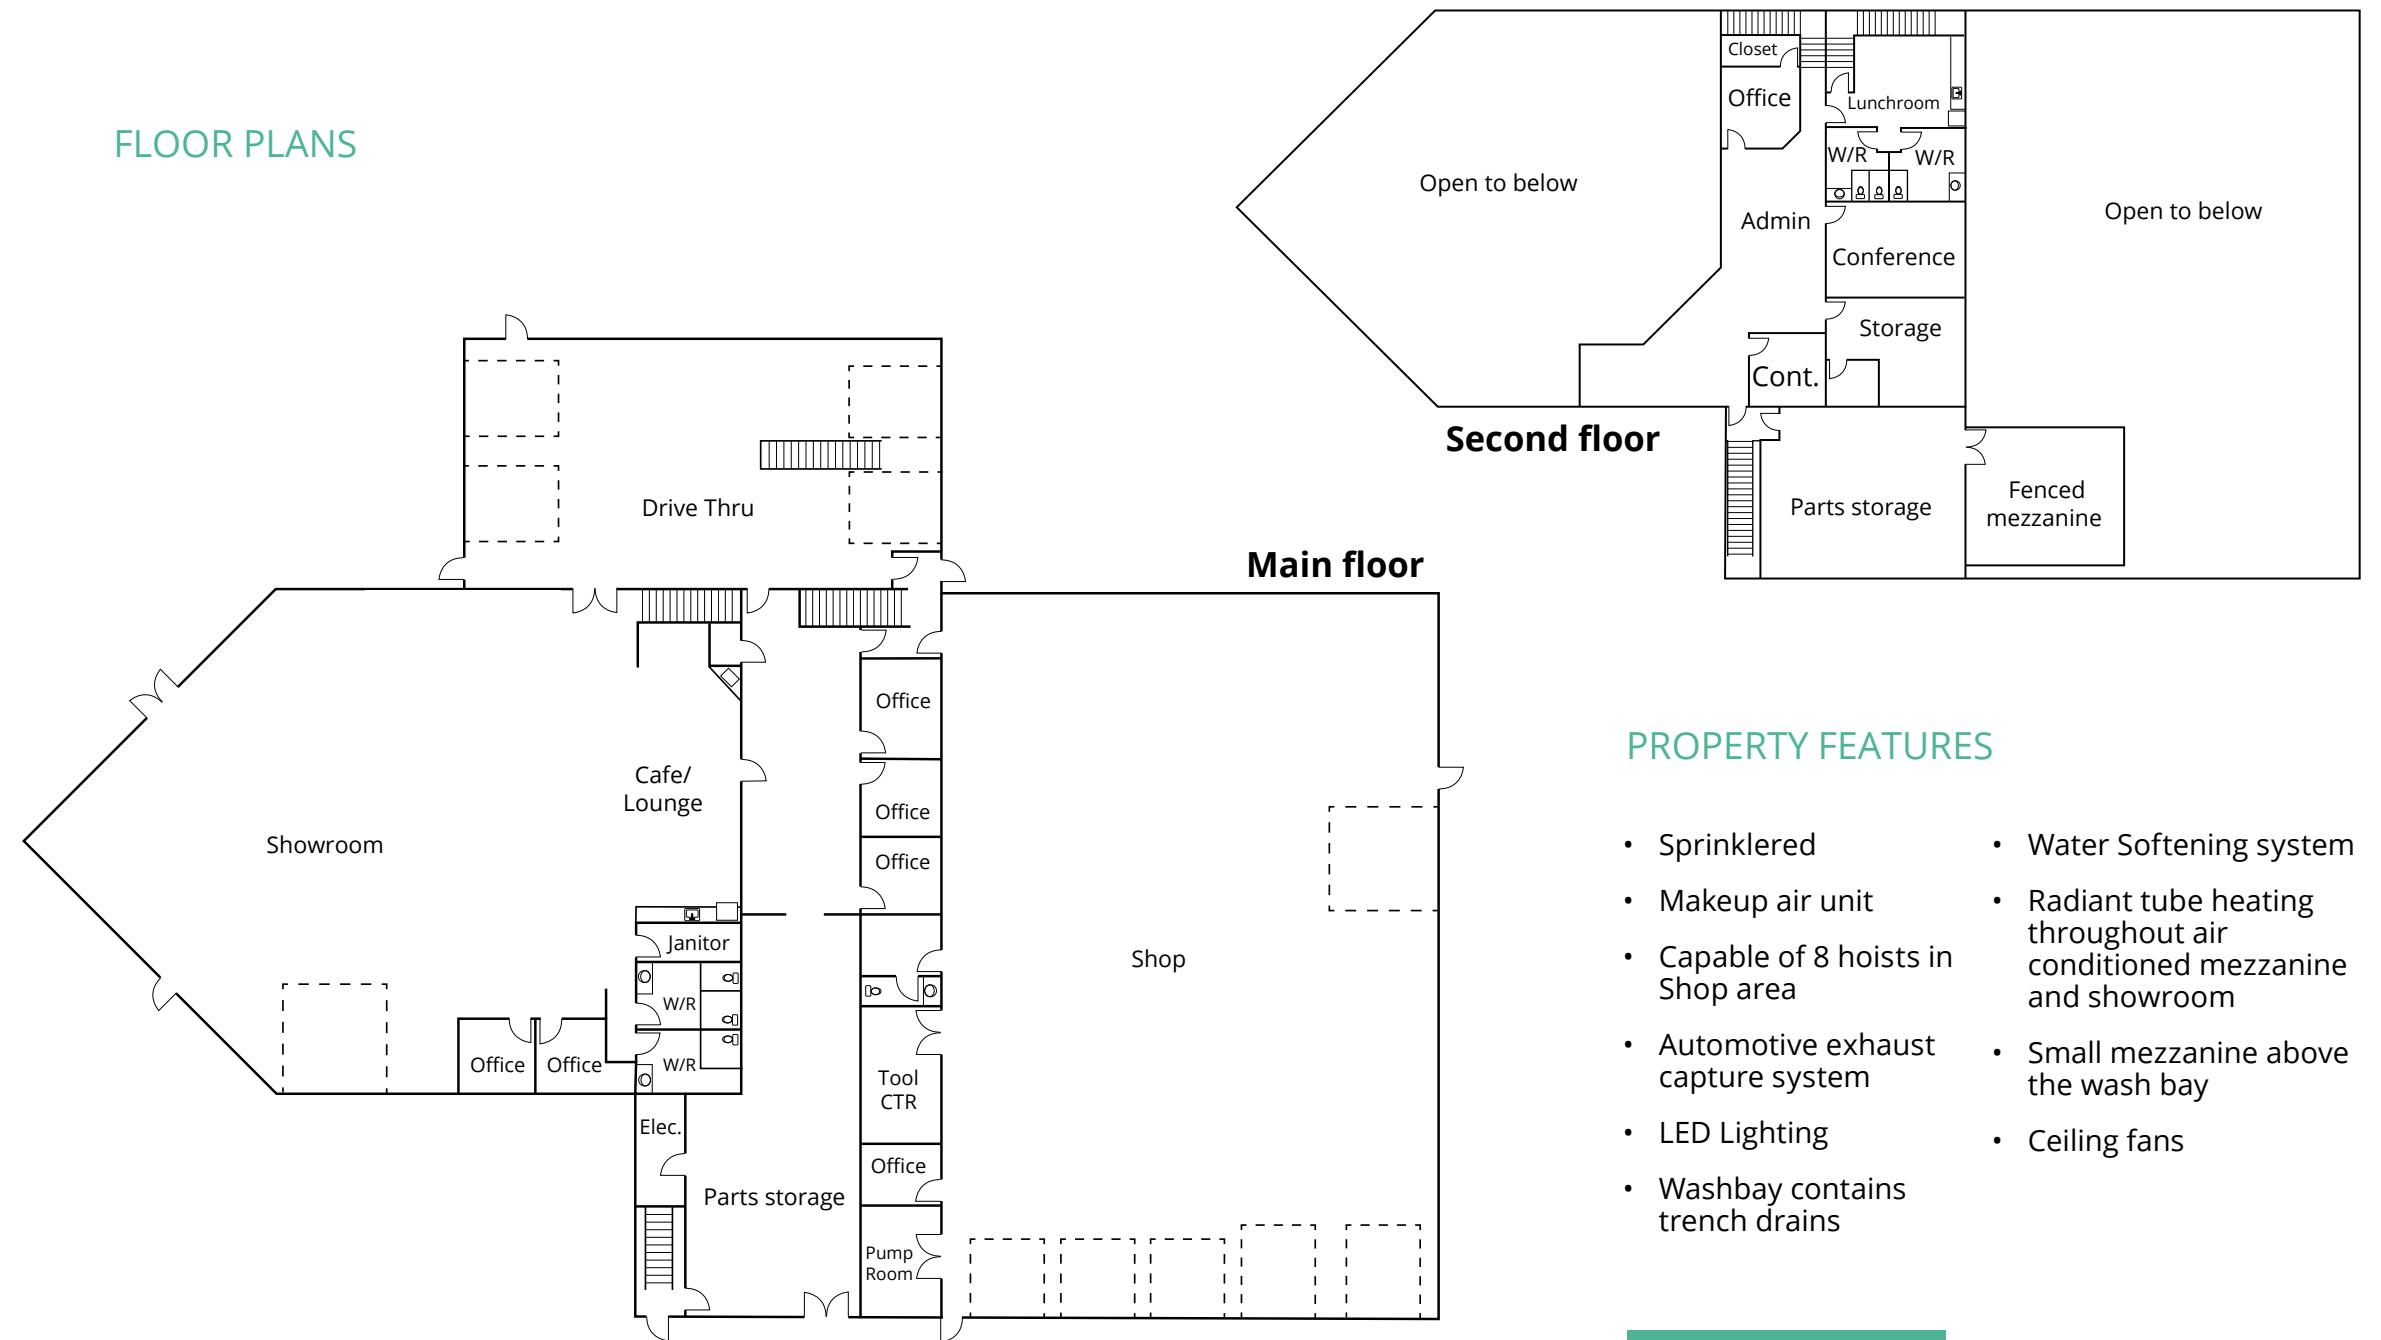 FLOOR PLANS
Closet
Office
Lunchroom
W/R
W/R
Open to below
Admin
Open to below
Conference
Storage
Cont.
Second floor
Parts storage
Fenced
mezzanine
Drive Thru
Main floor
Office
Cafe/
Lounge
Office
Showroom
Office
Janitor
Shop
W/R
Office
Office
W/R
Tool
CTR
Elec.
Office
Parts storage
Pump
Room
PROPERTY FEATURES
• Sprinklered
• Makeup air unit
• Capable of 8 hoists in
Shop area
• Automotive exhaust
capture system
• LED Lighting
• Washbay contains
trench drains
• Water Softening system
• Radiant tube heating
throughout air
conditioned mezzanine
and showroom
• Small mezzanine above
the wash bay
• Ceiling fans